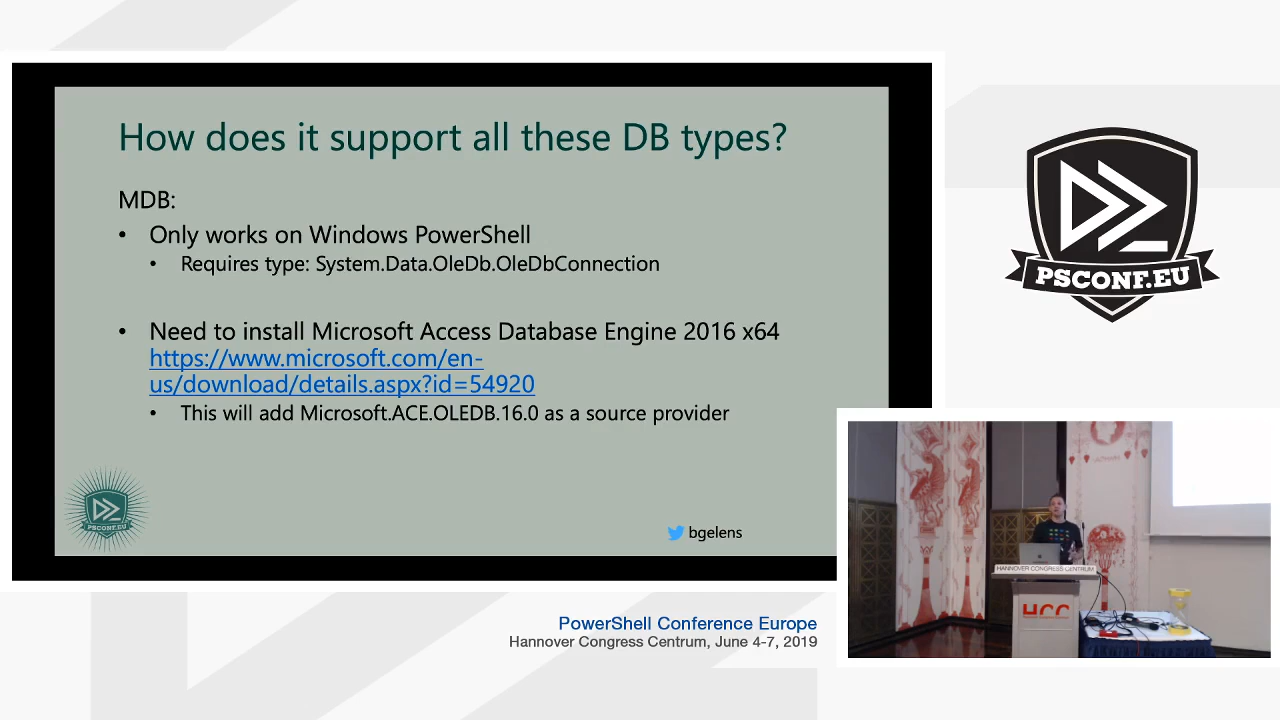 How does it support all these DB types?
MDB:
• Only works on Windows PowerShell
• Requires type: System.Data.OleDb.OleDbConnection
• Need to install Microsoft Access Database Engine 2016 x64
https://www.microsoft.com/en-
us/download/details.aspx?id=54920
• This will add Microsoft.ACE.OLEDB.16.0 as a source provider
PSCONF.EU
bgelens
PSCONF.EU
HANNOVER CONGRESS CENTRUM
HCC
PowerShell Conference Europe
Hannover Congress Centrum, June 4-7, 2019